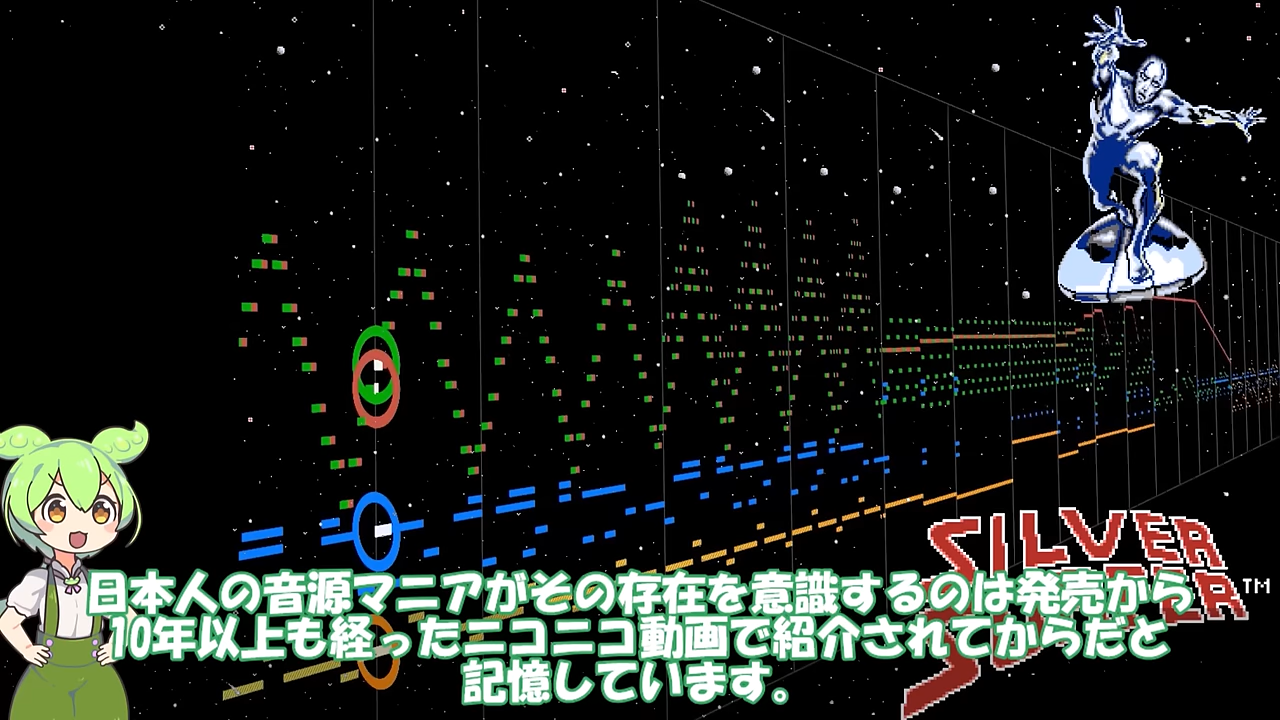 SILVER
SURFER™
日本人の音源マニアがその存在を意識するのは発売から
10年以上も経ったニコニコ動画で紹介されてからだと
記憶しています。